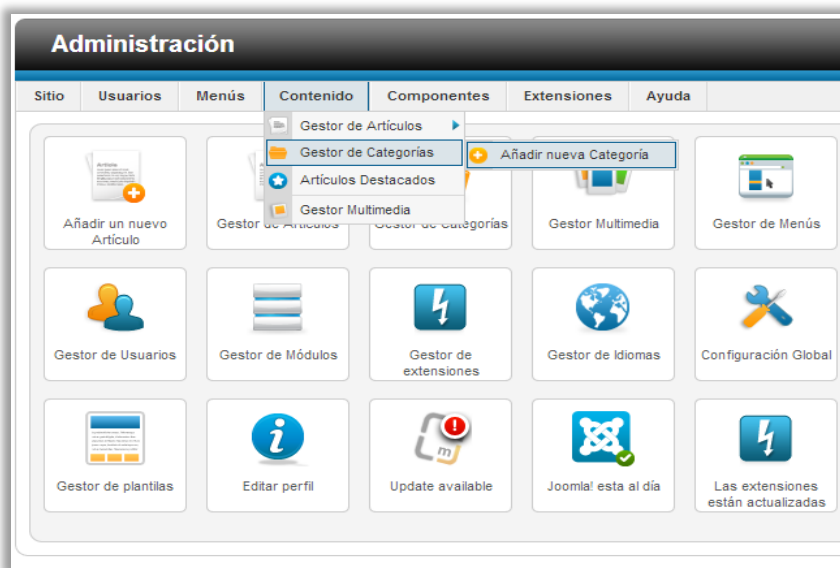 Administración
Sitio Usuarios Menús Contenido Componentes Extensiones Ayuda
Gestor de Artículos
Gestor de Categorías Añadir nueva Categoría
Artículos Destacados
Gestor Multimedia
Añadir un nuevo
Artículo
Gestor de Artículos
Gestor de Categorías
Gestor Multimedia
Gestor de Menús
Gestor de Usuarios
Gestor de Módulos
Gestor de
extensiones
Gestor de Idiomas
Configuración Global
Gestor de plantilas
Editar perfil
Update available
Joomla! esta al día
Las extensiones
están actualizadas